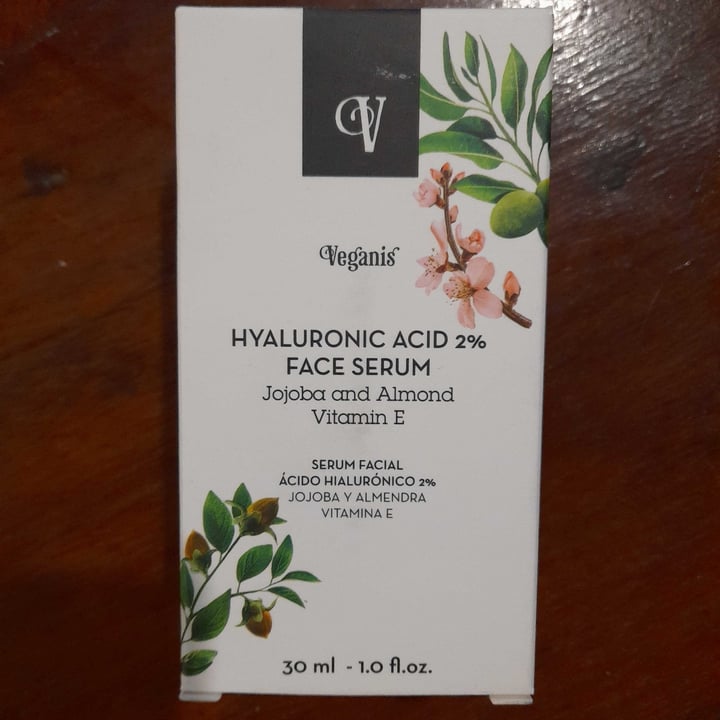 V
Veganis
HYALURONIC ACID 2%
FACE SERUM
Jojoba and Almond
Vitamin E
SERUM FACIAL
ÁCIDO HIALURÓNICO 2%
JOJOBA Y ALMENDRA
VITAMINA E
30 ml - 1.0 fl.oz.